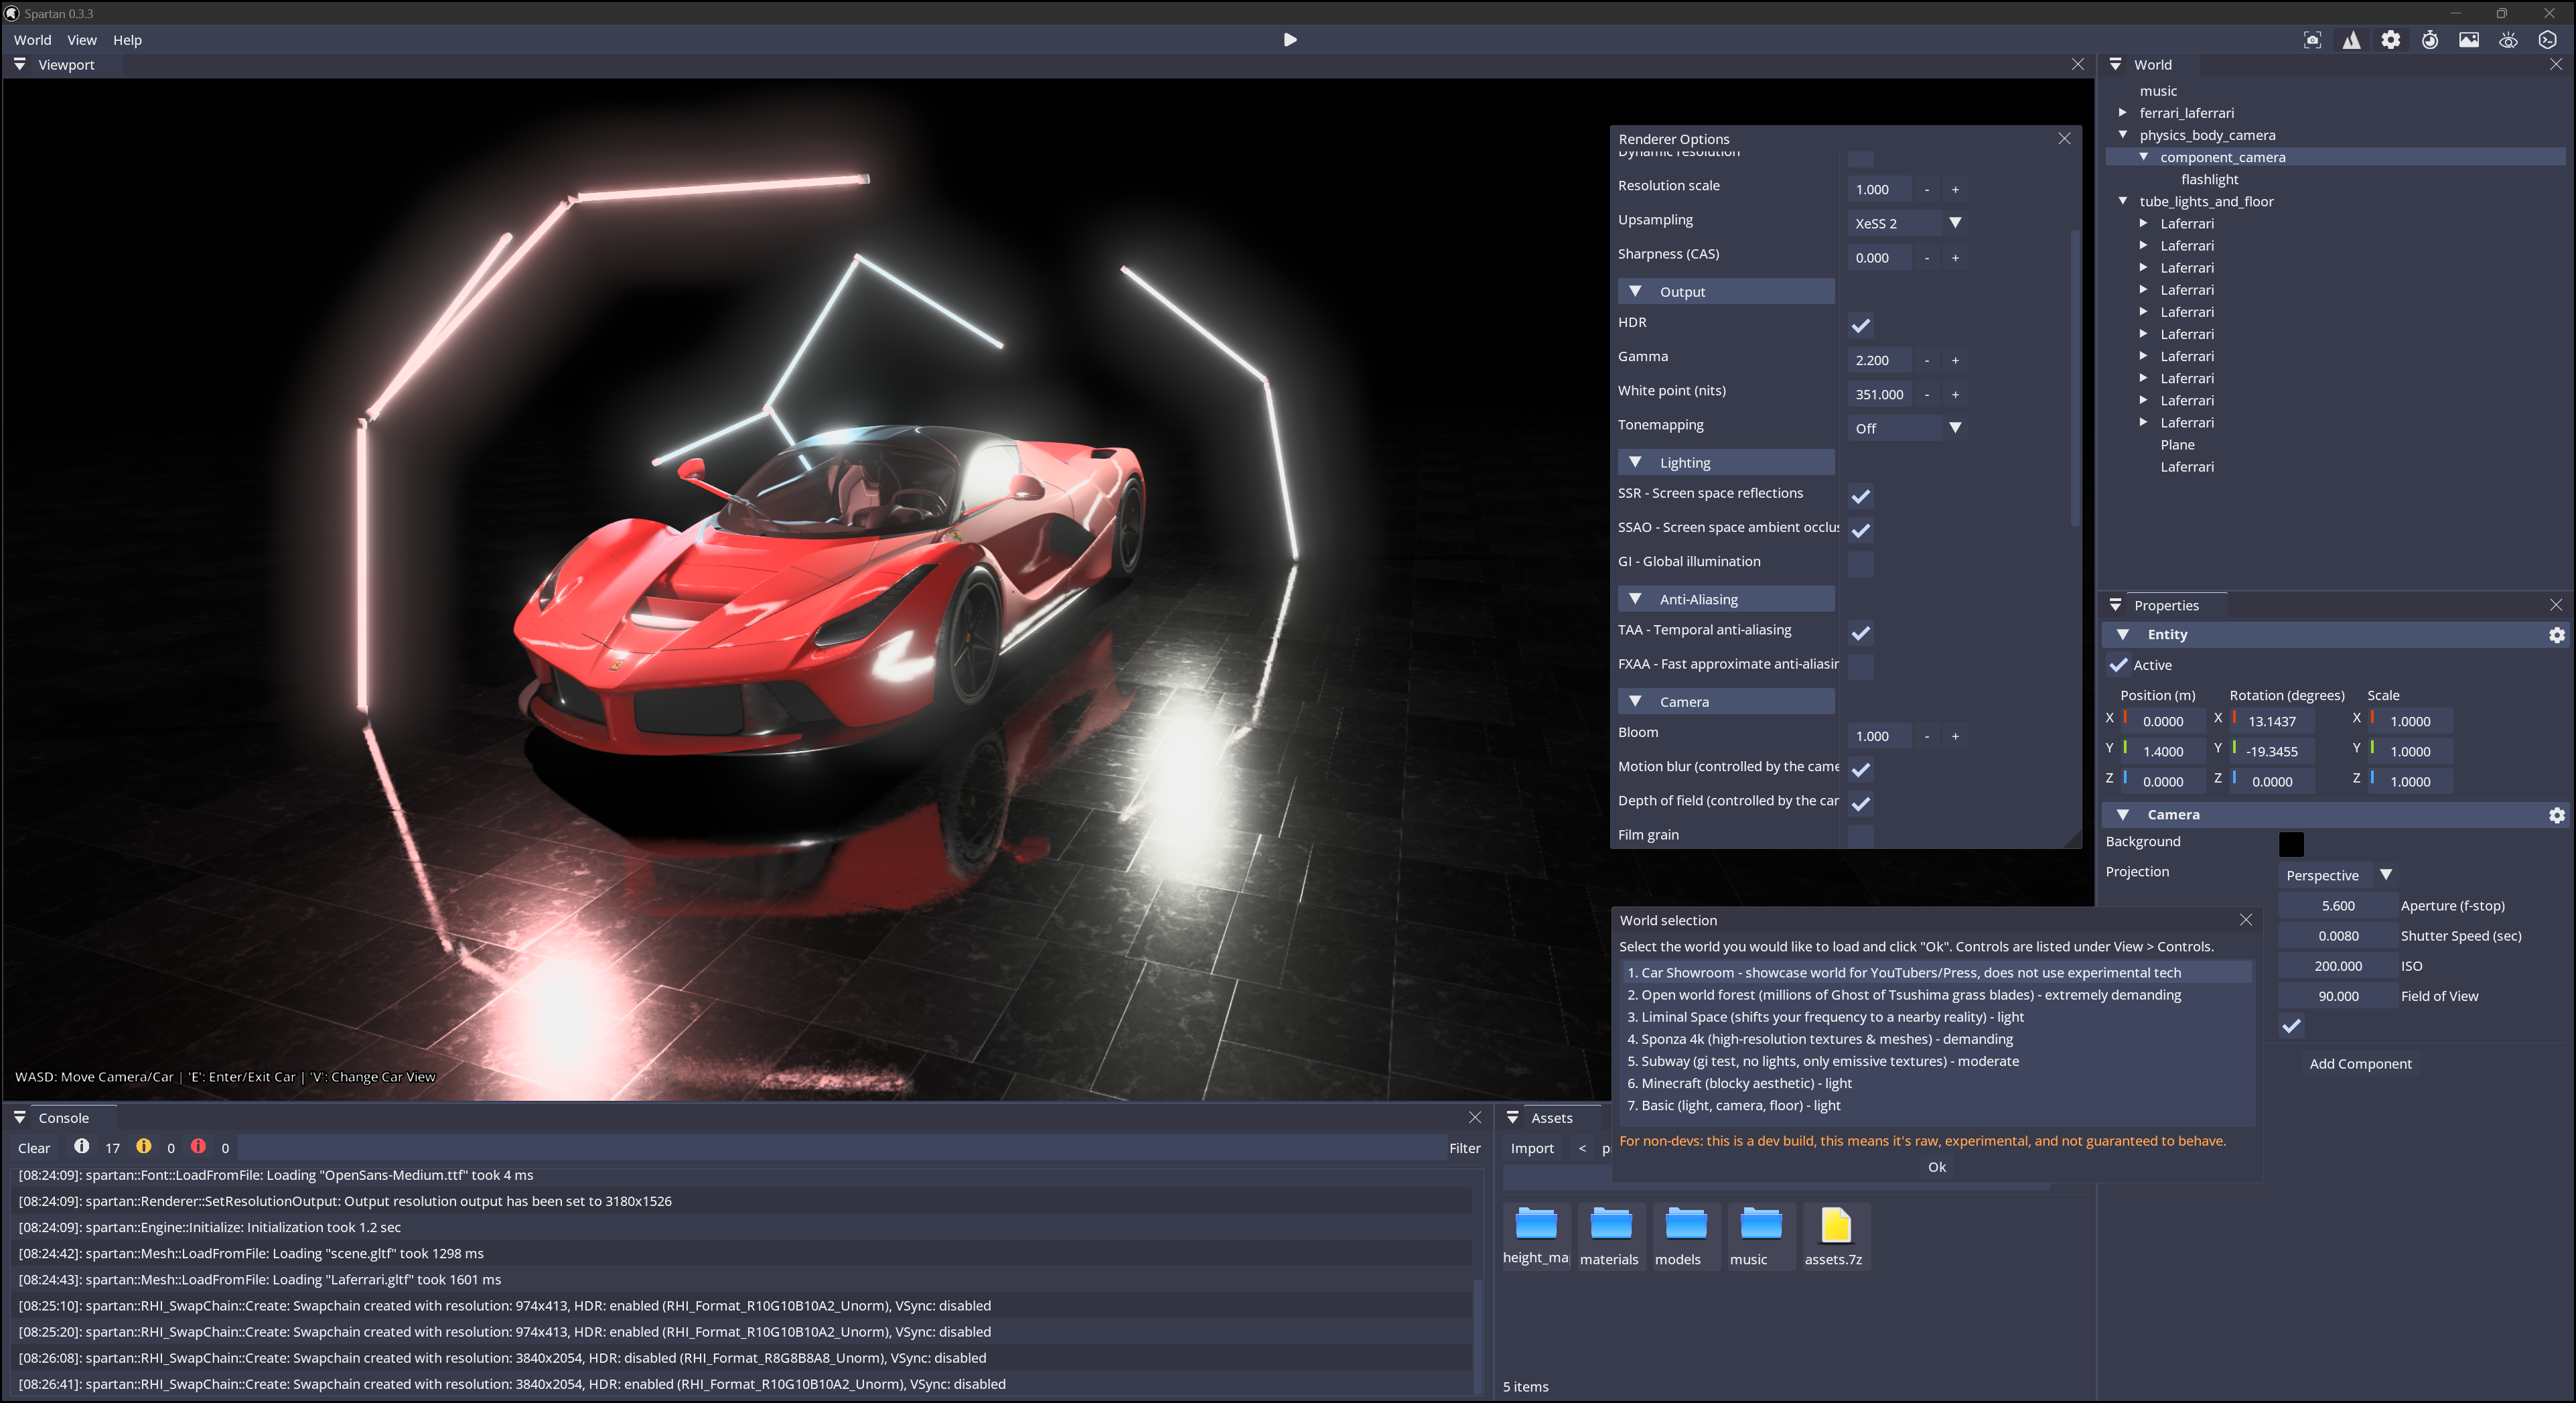 Spartan 0.3.3
World View Help
Viewport
WASD: Move Camera/Car | 'E': Enter/Exit Car | 'V': Change Car View
Renderer Options
Dynamic resolution
Resolution scale 1.000 - +
Upsampling XeSS 2
Sharpness (CAS) 0.000 - +
Output
HDR
Gamma 2.200 - +
White point (nits) 351.000 - +
Tonemapping Off
Lighting
SSR - Screen space reflections
SSAO - Screen space ambient occlus
GI - Global illumination
Anti-Aliasing
TAA - Temporal anti-aliasing
FXAA - Fast approximate anti-aliasin
Camera
Bloom 1.000 - +
Motion blur (controlled by the came
Depth of field (controlled by the car
Film grain
World
music
ferrari_laferrari
physics_body_camera
component_camera
flashlight
tube_lights_and_floor
Laferrari
Laferrari
Laferrari
Laferrari
Laferrari
Laferrari
Laferrari
Laferrari
Laferrari
Laferrari
Plane
Laferrari
Properties
Entity
Active
Position (m) Rotation (degrees) Scale
X 0.0000 X 13.1437 X 1.0000
Y 1.4000 Y -19.3455 Y 1.0000
Z 0.0000 Z 0.0000 Z 1.0000
Camera
Background
Projection Perspective
5.600 Aperture (f-stop)
0.0080 Shutter Speed (sec)
200.000 ISO
90.000 Field of View
Add Component
World selection
Select the world you would like to load and click "Ok". Controls are listed under View > Controls.
1. Car Showroom - showcase world for YouTubers/Press, does not use experimental tech
2. Open world forest (millions of Ghost of Tsushima grass blades) - extremely demanding
3. Liminal Space (shifts your frequency to a nearby reality) - light
4. Sponza 4k (high-resolution textures & meshes) - demanding
5. Subway (gi test, no lights, only emissive textures) - moderate
6. Minecraft (blocky aesthetic) - light
7. Basic (light, camera, floor) - light
For non-devs: this is a dev build, this means it's raw, experimental, and not guaranteed to behave.
Ok
Console
Clear 17 0 0 Filter
[08:24:09]: spartan::Font::LoadFromFile: Loading "OpenSans-Medium.ttf" took 4 ms
[08:24:09]: spartan::Renderer::SetResolutionOutput: Output resolution output has been set to 3180x1526
[08:24:09]: spartan::Engine::Initialize: Initialization took 1.2 sec
[08:24:42]: spartan::Mesh::LoadFromFile: Loading "scene.gltf" took 1298 ms
[08:24:43]: spartan::Mesh::LoadFromFile: Loading "Laferrari.gltf" took 1601 ms
[08:25:10]: spartan::RHI_SwapChain::Create: Swapchain created with resolution: 974x413, HDR: enabled (RHI_Format_R10G10B10A2_Unorm), VSync: disabled
[08:25:20]: spartan::RHI_SwapChain::Create: Swapchain created with resolution: 974x413, HDR: enabled (RHI_Format_R10G10B10A2_Unorm), VSync: disabled
[08:26:08]: spartan::RHI_SwapChain::Create: Swapchain created with resolution: 3840x2054, HDR: disabled (RHI_Format_R8G8B8A8_Unorm), VSync: disabled
[08:26:41]: spartan::RHI_SwapChain::Create: Swapchain created with resolution: 3840x2054, HDR: enabled (RHI_Format_R10G10B10A2_Unorm), VSync: disabled
Assets
Import < p
height_ma materials models music assets.7z
5 items